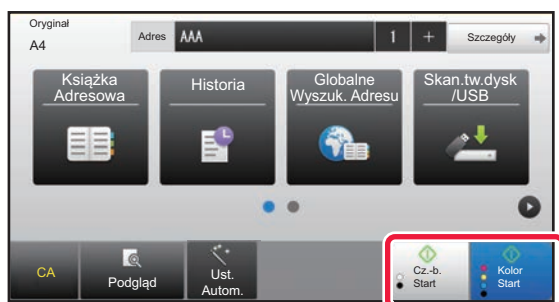 Oryginał
A4
Adres AAA 1 + Szczegóły
Książka
Adresowa
Historia
Globalne
Wyszuk. Adresu
Skan.tw.dysk
/USB
CA
Podgląd
Ust.
Autom.
Cz.-b.
Start
Kolor
Start